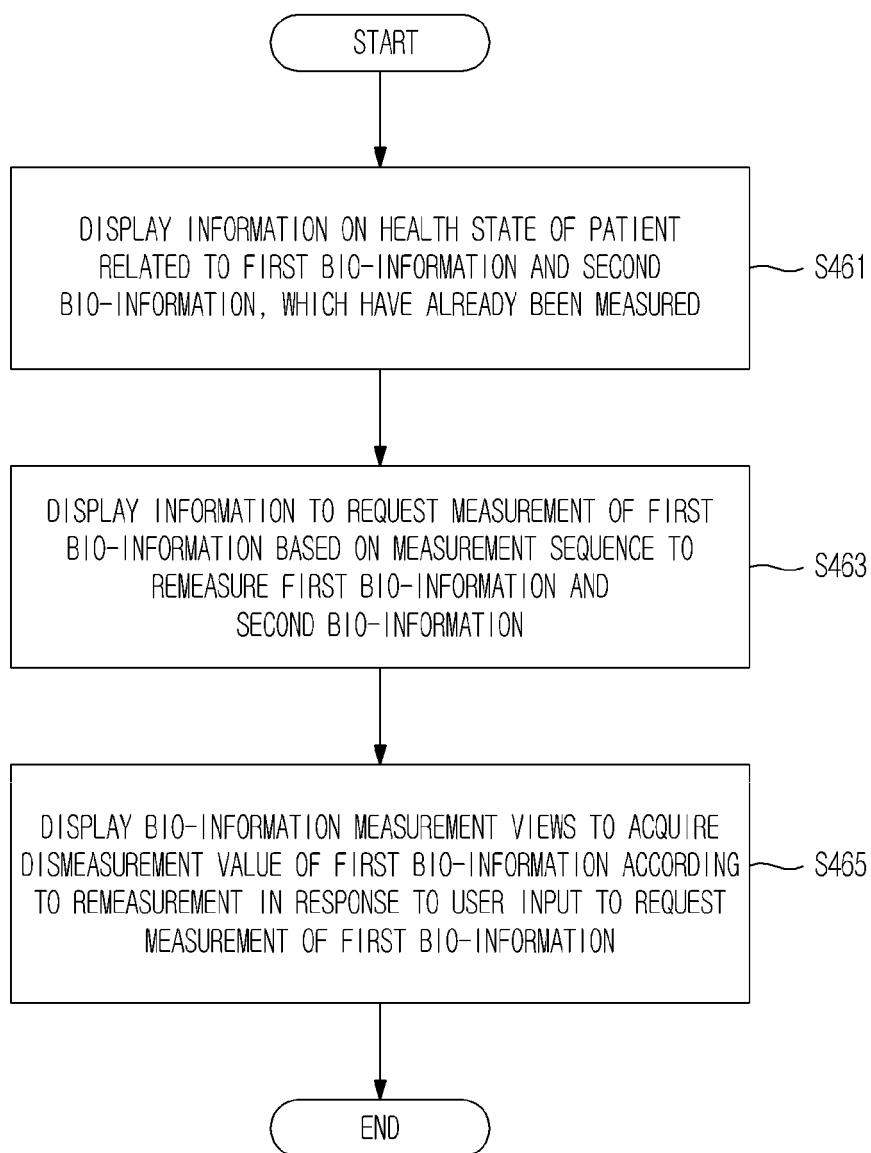 START
DISPLAY INFORMATION ON HEALTH STATE OF PATIENT
RELATED TO FIRST BIO-INFORMATION AND SECOND
BIO-INFORMATION, WHICH HAVE ALREADY BEEN MEASURED
S461
DISPLAY INFORMATION TO REQUEST MEASUREMENT OF FIRST
BIO-INFORMATION BASED ON MEASUREMENT SEQUENCE TO
REMEASURE FIRST BIO-INFORMATION AND
SECOND BIO-INFORMATION
S463
DISPLAY BIO-INFORMATION MEASUREMENT VIEWS TO ACQUIRE
DISMEASUREMENT VALUE OF FIRST BIO-INFORMATION ACCORDING
TO REMEASUREMENT IN RESPONSE TO USER INPUT TO REQUEST
MEASUREMENT OF FIRST BIO-INFORMATION
S465
END